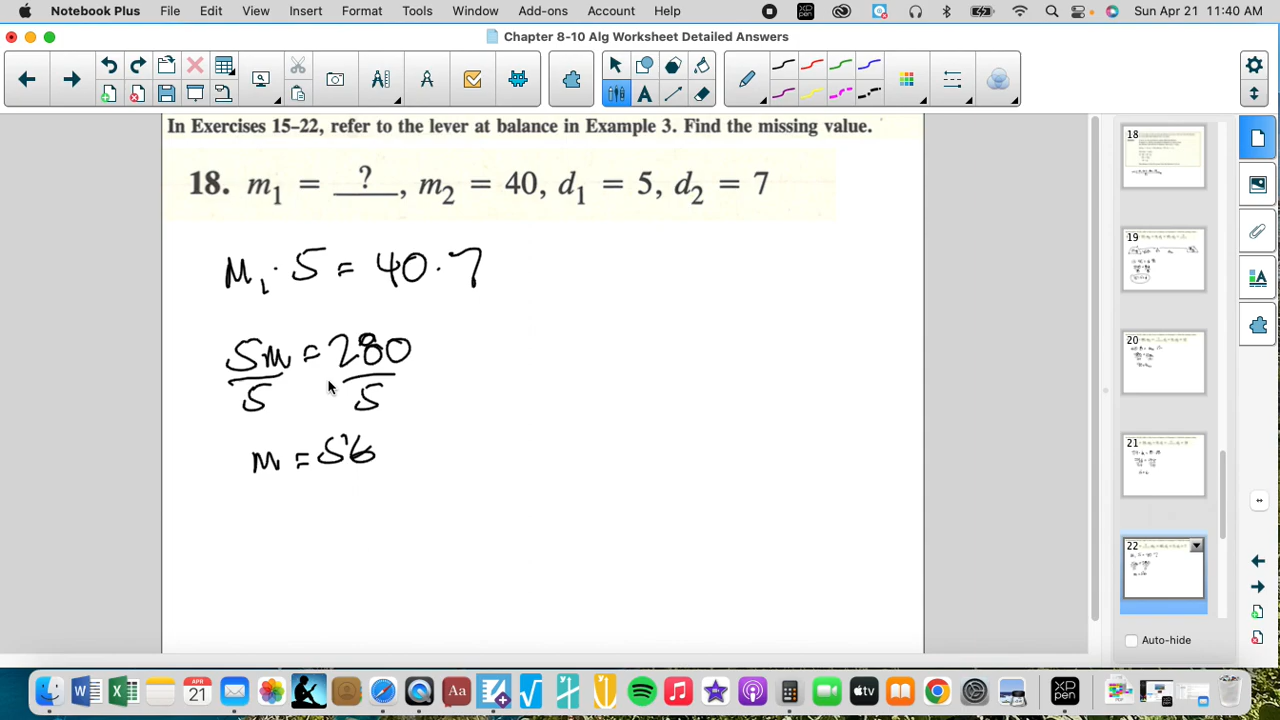 Notebook Plus File Edit View Insert Format Tools Window Add-ons Account Help Sun Apr 21 11:40 AM
Chapter 8-10 Alg Worksheet Detailed Answers
In Exercises 15–22, refer to the lever at balance in Example 3. Find the missing value.
18. m₁ = ?, m₂ = 40, d₁ = 5, d₂ = 7
M₁ · 5 = 40 · 7
5m = 280
5 5
m = 56
18
19
20
21
22
Auto-hide
APR
21